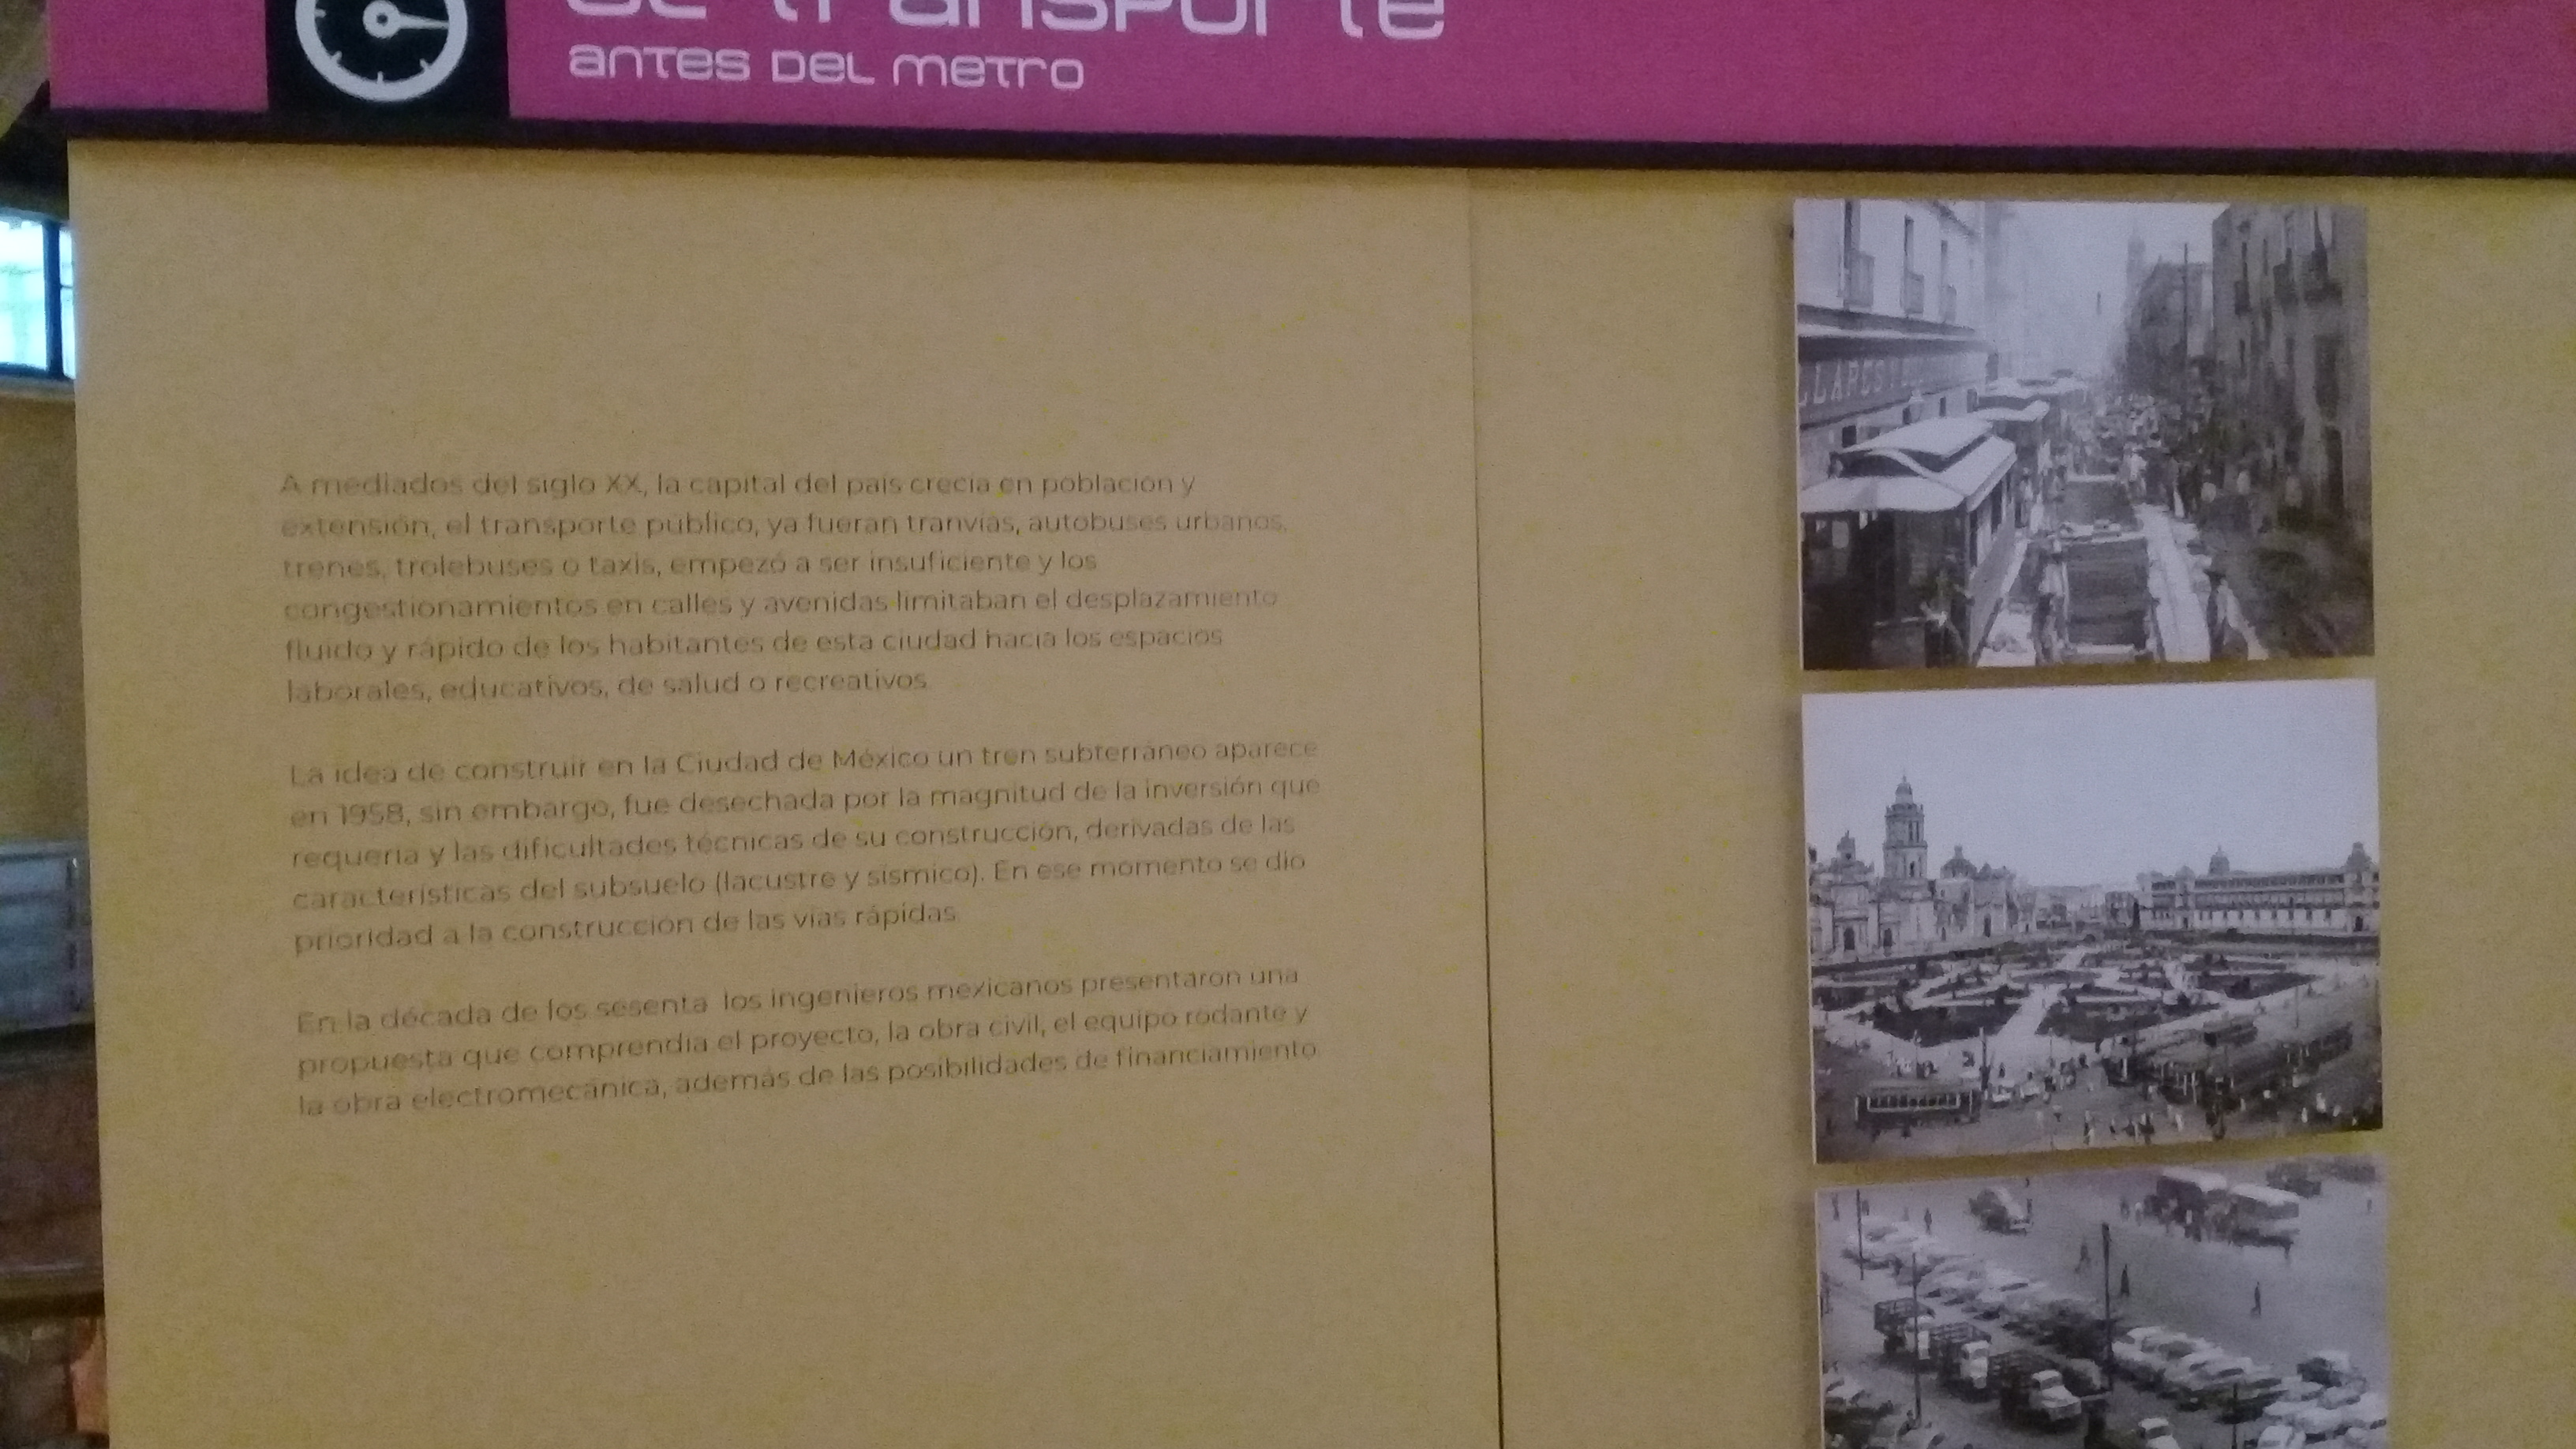 de transporte
antes del metro
A mediados del siglo XX, la capital del país crecía en población y
extensión, el transporte público, ya fueran tranvías, autobuses urbanos,
trenes, trolebuses o taxis, empezó a ser insuficiente y los
congestionamientos en calles y avenidas limitaban el desplazamiento
fluido y rápido de los habitantes de esta ciudad hacia los espacios
laborales, educativos, de salud o recreativos.
La idea de construir en la Ciudad de México un tren subterráneo aparece
en 1958, sin embargo, fue desechada por la magnitud de la inversión que
requería y las dificultades técnicas de su construcción, derivadas de las
características del subsuelo (lacustre y sísmico). En ese momento se dio
prioridad a la construcción de las vías rápidas.
En la década de los sesenta los ingenieros mexicanos presentaron una
propuesta que comprendía el proyecto, la obra civil, el equipo rodante y
la obra electromecánica, además de las posibilidades de financiamiento.